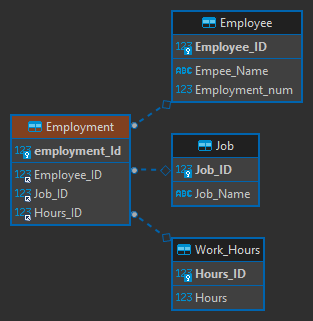 Employee
123 Employee_ID
ABC Empee_Name
123 Employment_num
Employment
123 employment_Id
123 Employee_ID
123 Job_ID
123 Hours_ID
Job
123 Job_ID
ABC Job_Name
Work_Hours
123 Hours_ID
123 Hours